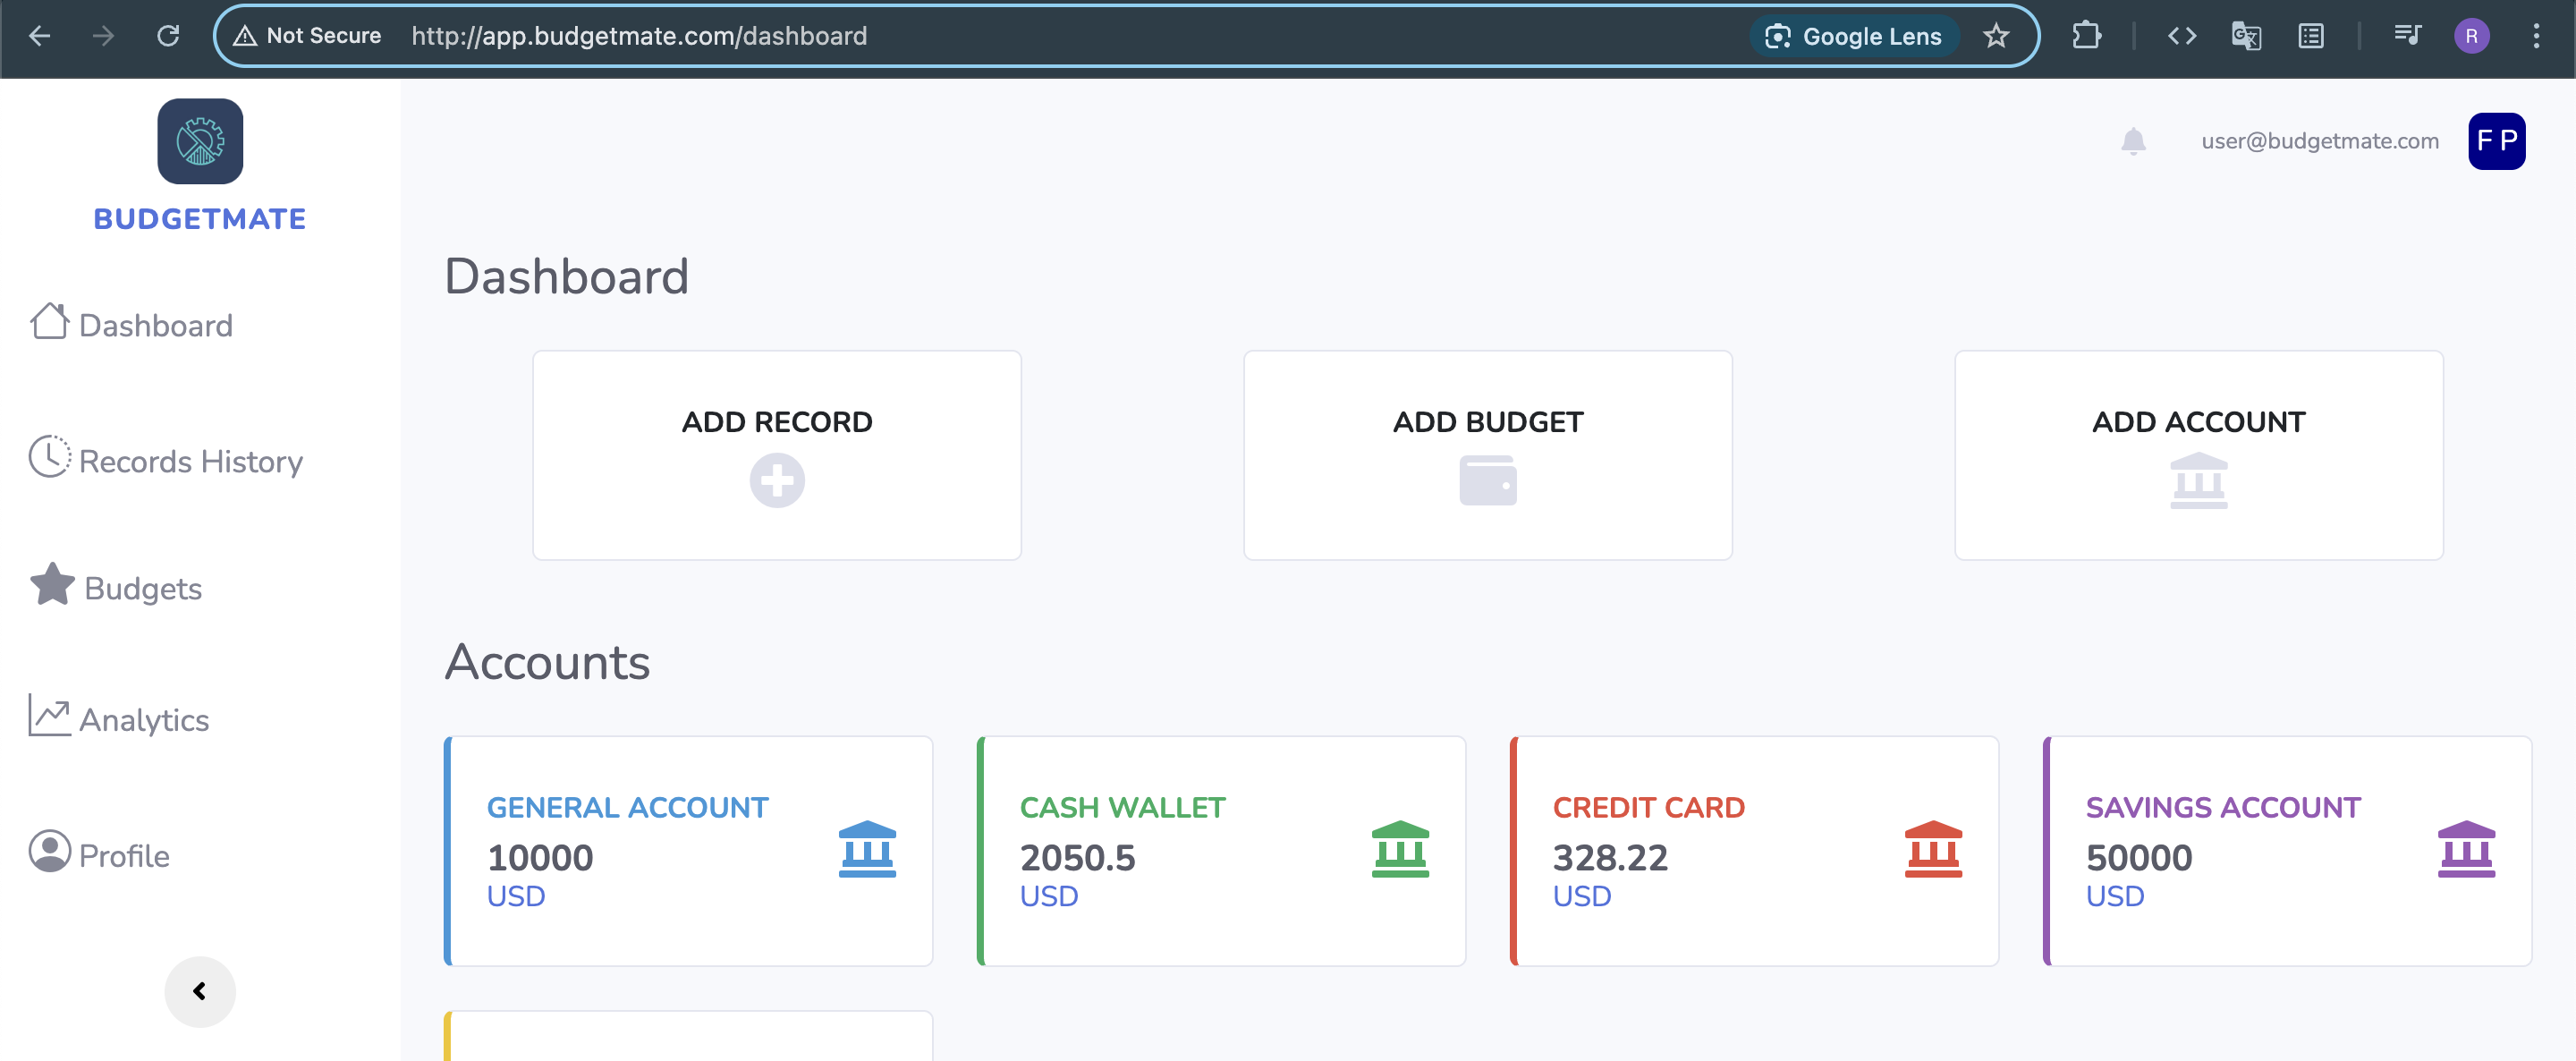 Not Secure http://app.budgetmate.com/dashboard Google Lens R
BUDGETMATE
Dashboard
Records History
Budgets
Analytics
Profile
user@budgetmate.com F P
Dashboard
ADD RECORD
ADD BUDGET
ADD ACCOUNT
Accounts
GENERAL ACCOUNT
10000
USD
CASH WALLET
2050.5
USD
CREDIT CARD
328.22
USD
SAVINGS ACCOUNT
50000
USD